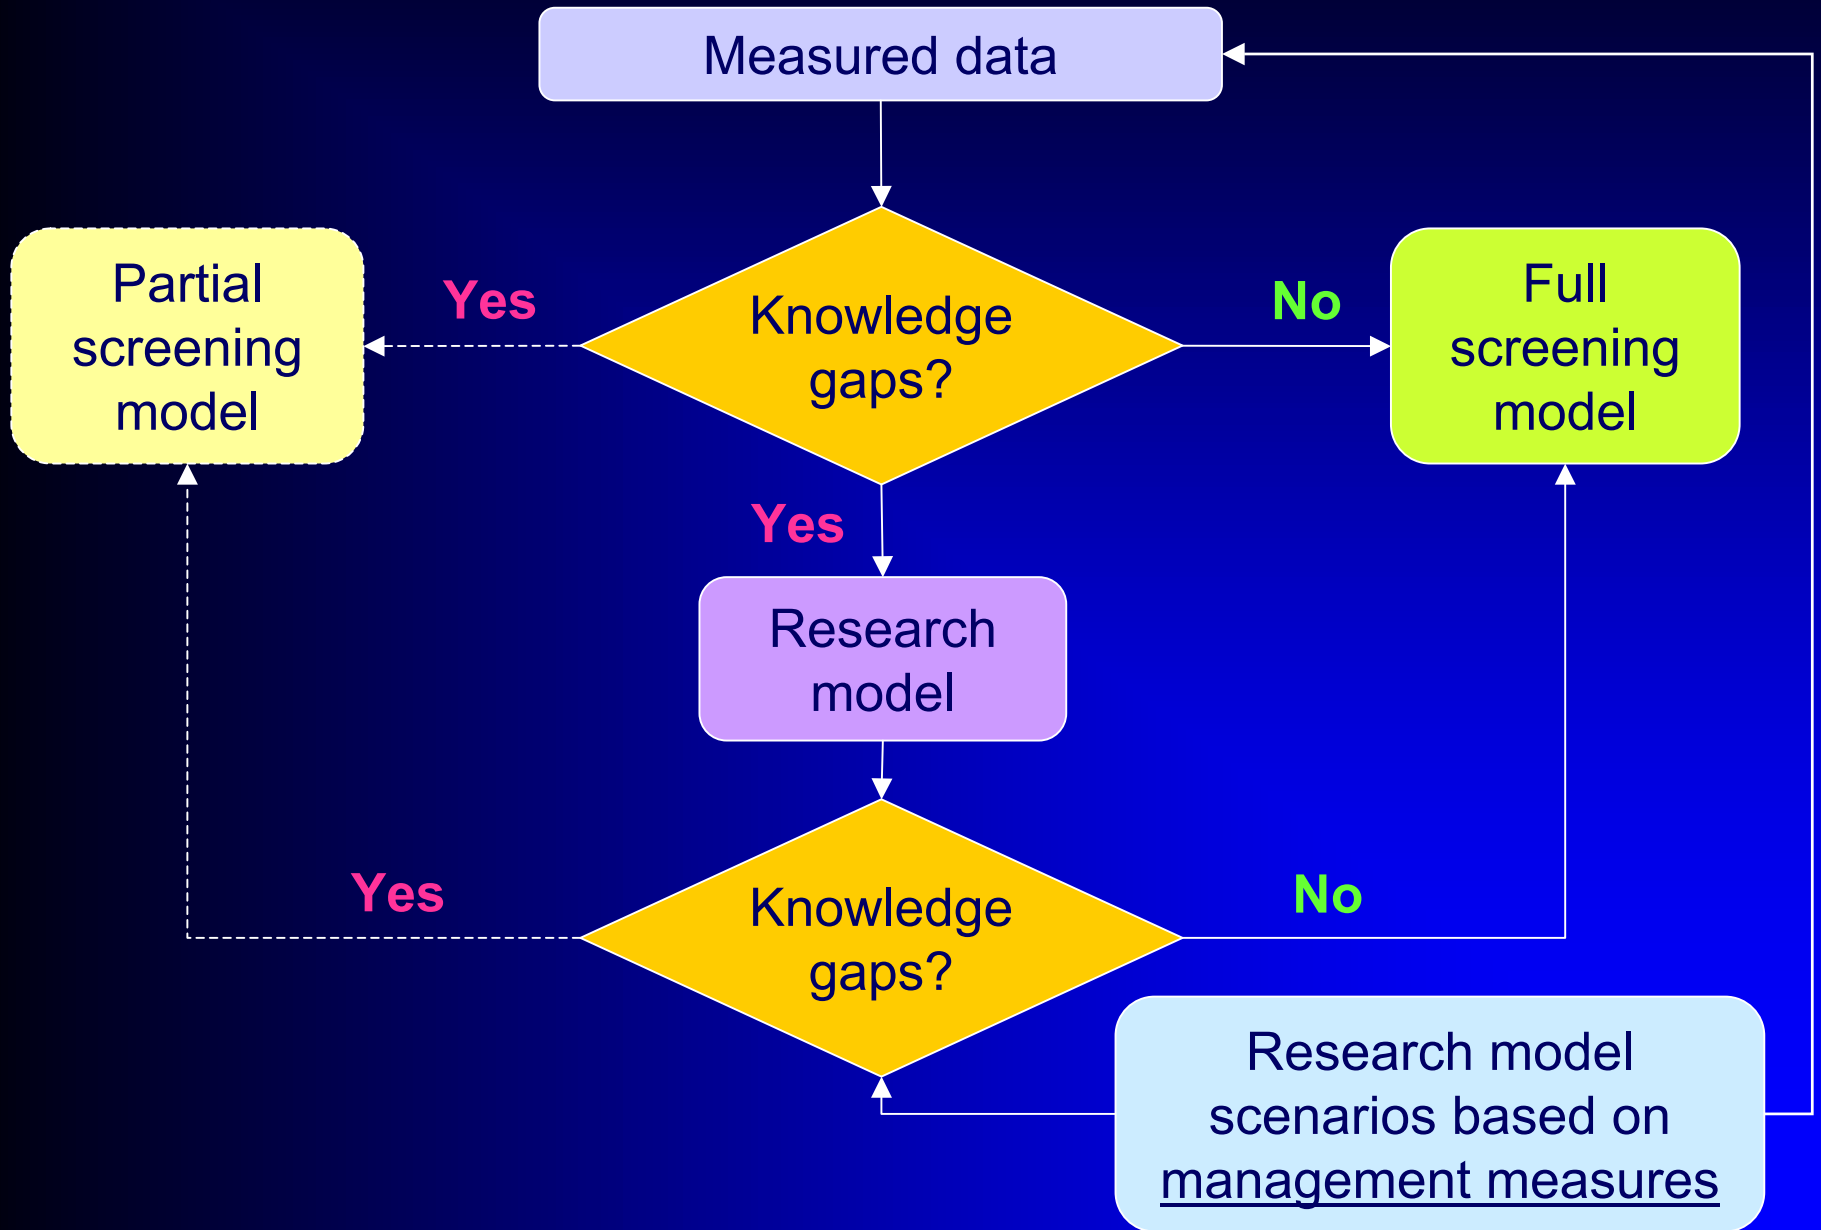 Measured data
Partial
screening
model
Yes
Knowledge
gaps?
No
Full
screening
model
Yes
Research
model
Yes
Knowledge
gaps?
No
Research model
scenarios based on
management measures